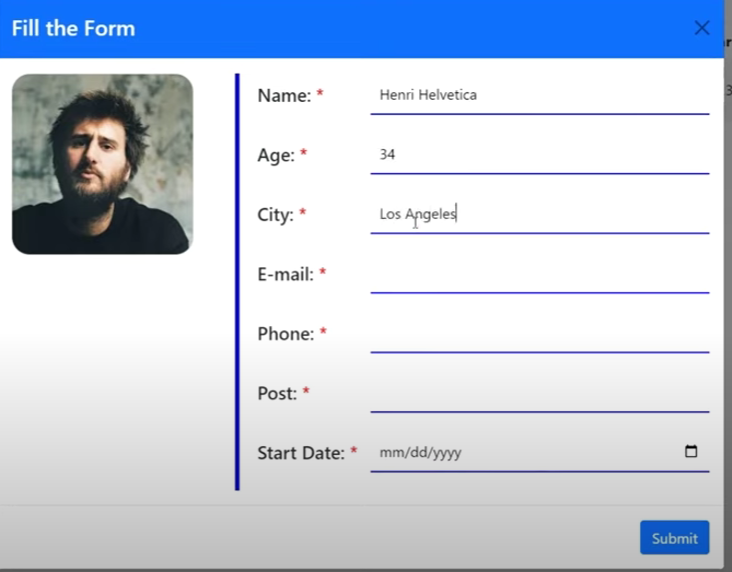 Fill the Form
Name: * Henri Helvetica
Age: * 34
City: * Los Angeles
E-mail: *
Phone: *
Post: *
Start Date: * mm/dd/yyyy
Submit